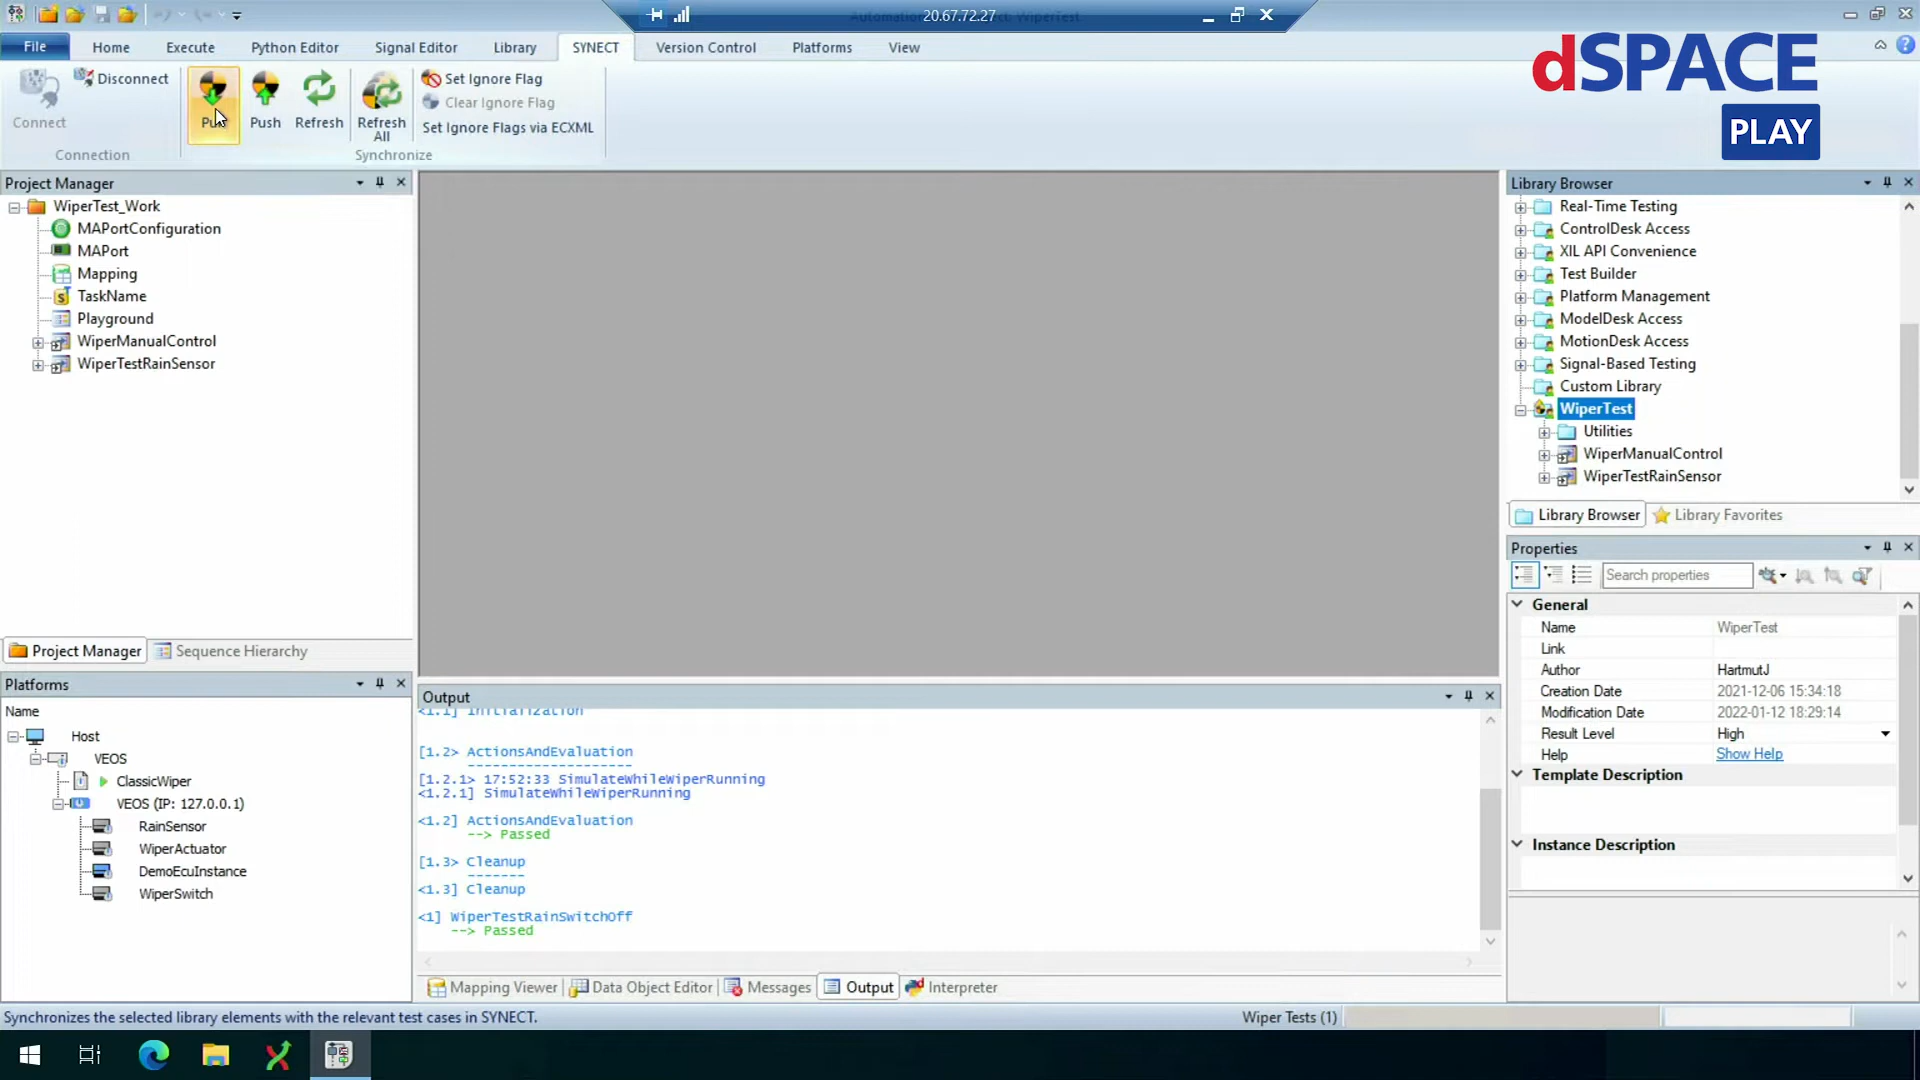 20.67.72.27
File
Home
Execute
Python Editor
Signal Editor
Library
SYNECT
Version Control
Platforms
View
dSPACE
PLAY
Connect
Disconnect
Connection
Push
Refresh
Refresh All
Set Ignore Flag
Clear Ignore Flag
Set Ignore Flags via ECXML
Synchronize
Project Manager
WiperTest_Work
MAPortConfiguration
MAPort
Mapping
TaskName
Playground
WiperManualControl
WiperTestRainSensor
Project Manager
Sequence Hierarchy
Platforms
Name
Host
VEOS
ClassicWiper
VEOS (IP: 127.0.0.1)
RainSensor
WiperActuator
DemoEcuInstance
WiperSwitch
Output
<1.1] Initialization
[1.2> ActionsAndEvaluation
--------------------
[1.2.1> 17:52:33 SimulateWhileWiperRunning
<1.2.1] SimulateWhileWiperRunning
<1.2] ActionsAndEvaluation
--> Passed
[1.3> Cleanup
-------
<1.3] Cleanup
<1] WiperTestRainSwitchOff
--> Passed
Mapping Viewer
Data Object Editor
Messages
Output
Interpreter
Library Browser
Real-Time Testing
ControlDesk Access
XIL API Convenience
Test Builder
Platform Management
ModelDesk Access
MotionDesk Access
Signal-Based Testing
Custom Library
WiperTest
Utilities
WiperManualControl
WiperTestRainSensor
Library Browser
Library Favorites
Properties
Search properties
General
Name WiperTest
Link
Author HartmutJ
Creation Date 2021-12-06 15:34:18
Modification Date 2022-01-12 18:29:14
Result Level High
Help Show Help
Template Description
Instance Description
Synchronizes the selected library elements with the relevant test cases in SYNECT.
Wiper Tests (1)